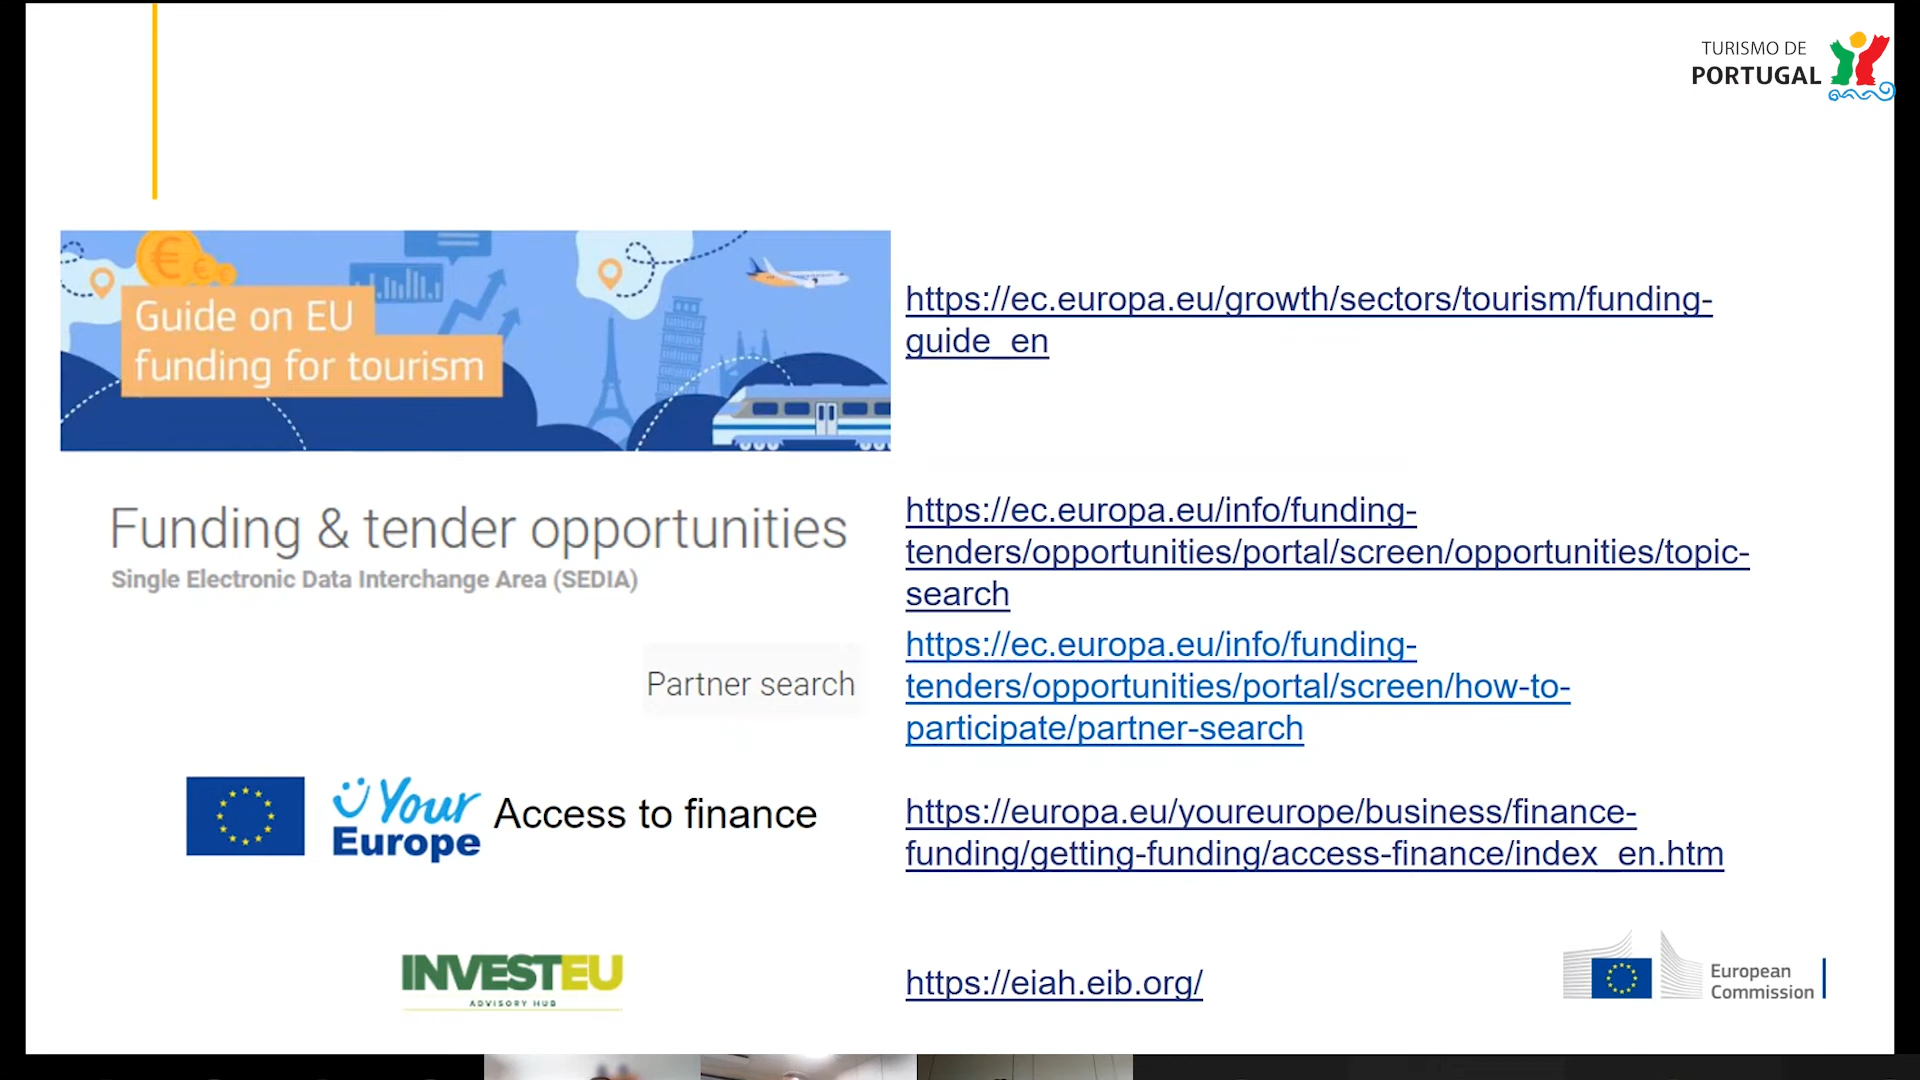 TURISMO DE
PORTUGAL
€
€
€
Guide on EU
funding for tourism
https://ec.europa.eu/growth/sectors/tourism/funding-
guide_en
Funding & tender opportunities
Single Electronic Data Interchange Area (SEDIA)
https://ec.europa.eu/info/funding-
tenders/opportunities/portal/screen/opportunities/topic-
search
Partner search
https://ec.europa.eu/info/funding-
tenders/opportunities/portal/screen/how-to-
participate/partner-search
Your
Europe
Access to finance
https://europa.eu/youreurope/business/finance-
funding/getting-funding/access-finance/index_en.htm
INVESTEU
ADVISORY HUB
https://eiah.eib.org/
European
Commission